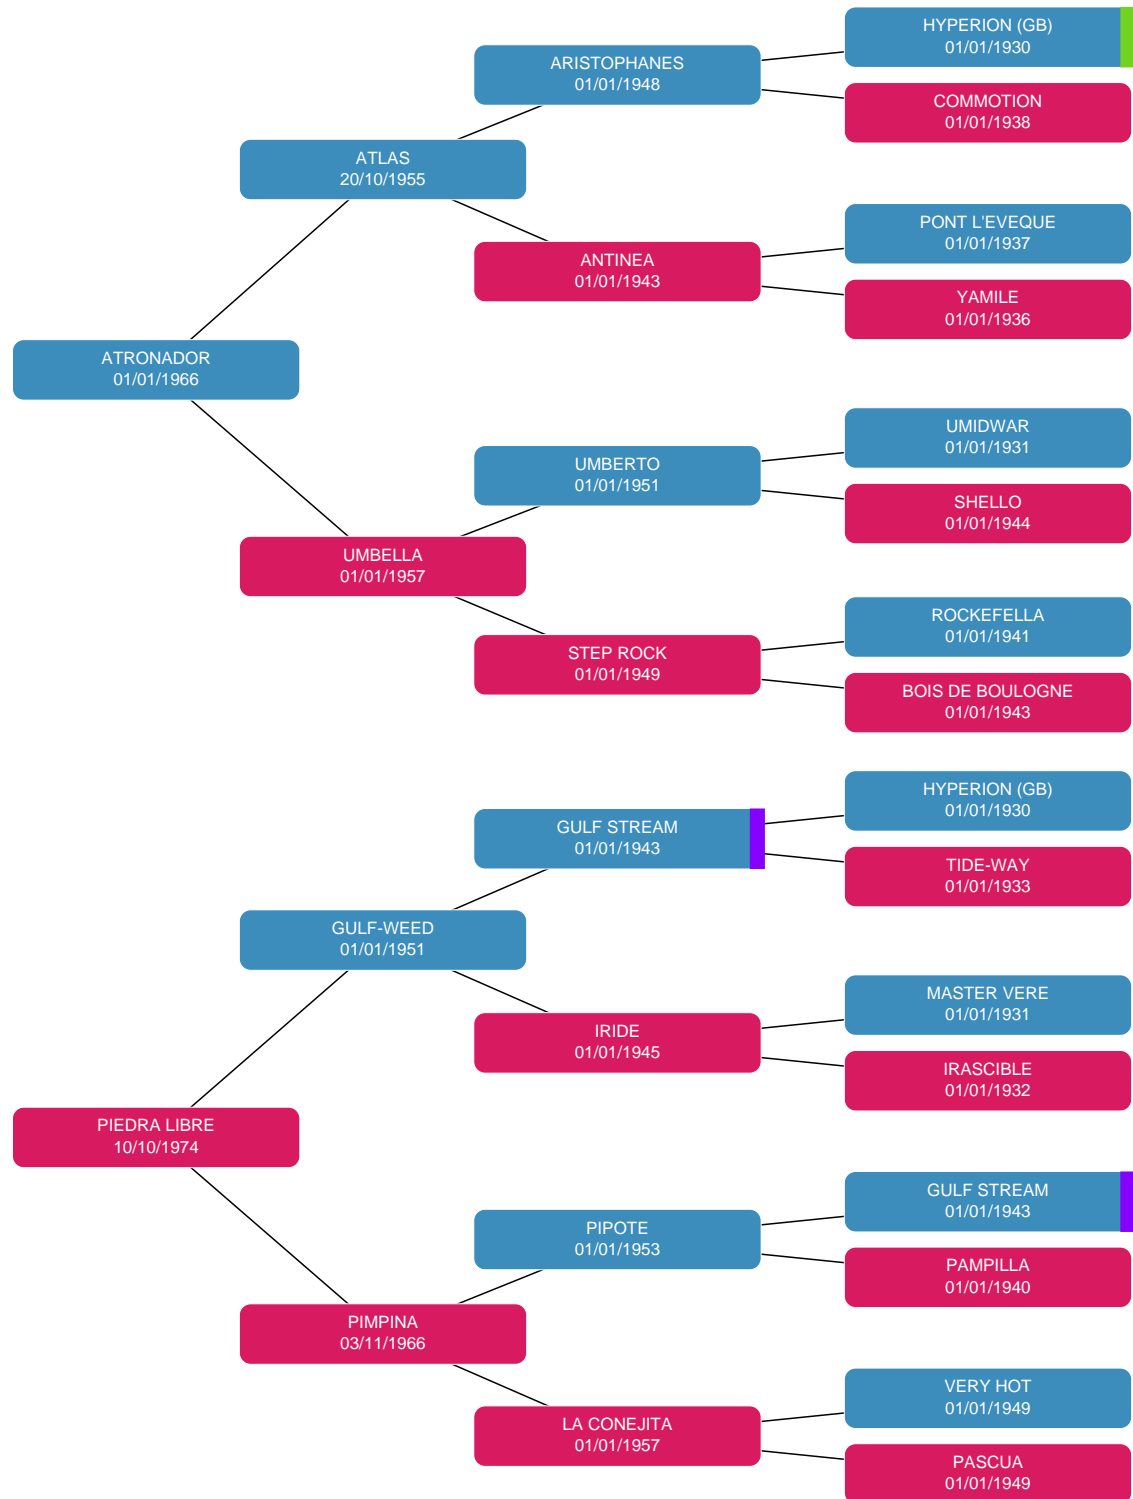 HYPERION (GB)
01/01/1930
ARISTOPHANES
01/01/1948
COMMOTION
01/01/1938
ATLAS
20/10/1955
PONT L'EVEQUE
01/01/1937
ANTINEA
01/01/1943
YAMILE
01/01/1936
ATRONADOR
01/01/1966
UMIDWAR
01/01/1931
UMBERTO
01/01/1951
SHELLO
01/01/1944
UMBELLA
01/01/1957
ROCKEFELLA
01/01/1941
STEP ROCK
01/01/1949
BOIS DE BOULOGNE
01/01/1943
HYPERION (GB)
01/01/1930
GULF STREAM
01/01/1943
TIDE-WAY
01/01/1933
GULF-WEED
01/01/1951
MASTER VERE
01/01/1931
IRIDE
01/01/1945
IRASCIBLE
01/01/1932
PIEDRA LIBRE
10/10/1974
GULF STREAM
01/01/1943
PIPOTE
01/01/1953
PAMPILLA
01/01/1940
PIMPINA
03/11/1966
VERY HOT
01/01/1949
LA CONEJITA
01/01/1957
PASCUA
01/01/1949